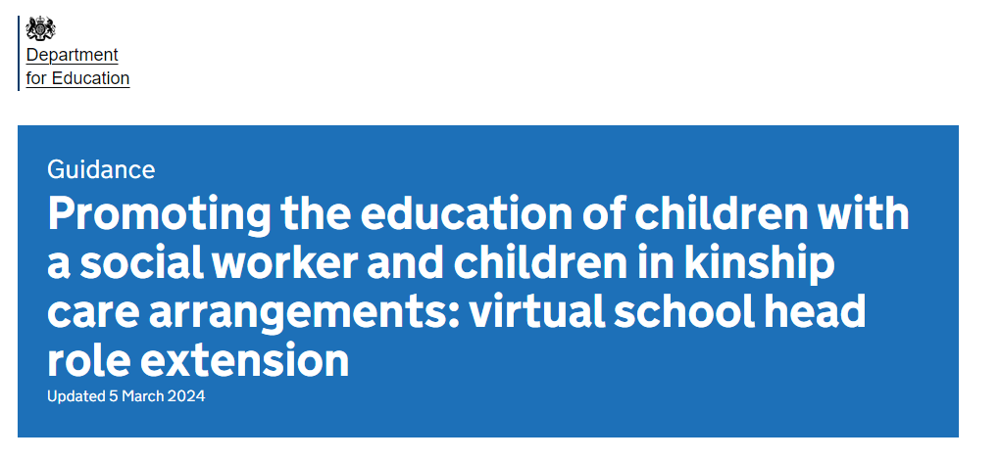 Department
for Education
Guidance
Promoting the education of children with
a social worker and children in kinship
care arrangements: virtual school head
role extension
Updated 5 March 2024